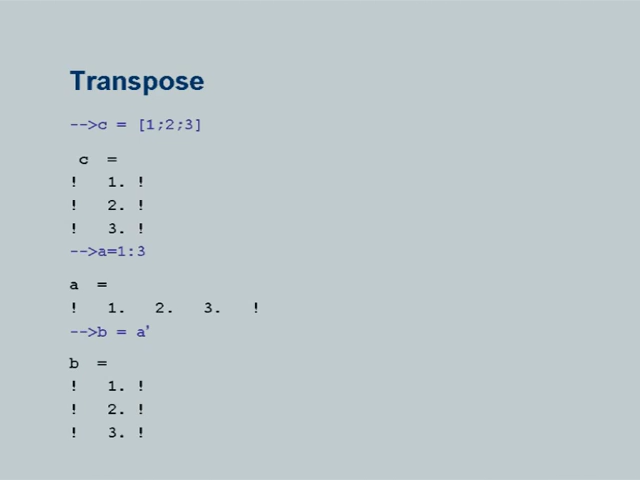 Transpose
-->c = [1;2;3]
c =
! 1. !
! 2. !
! 3. !
-->a=1:3
a =
! 1. 2. 3. !
-->b = a'
b =
! 1. !
! 2. !
! 3. !